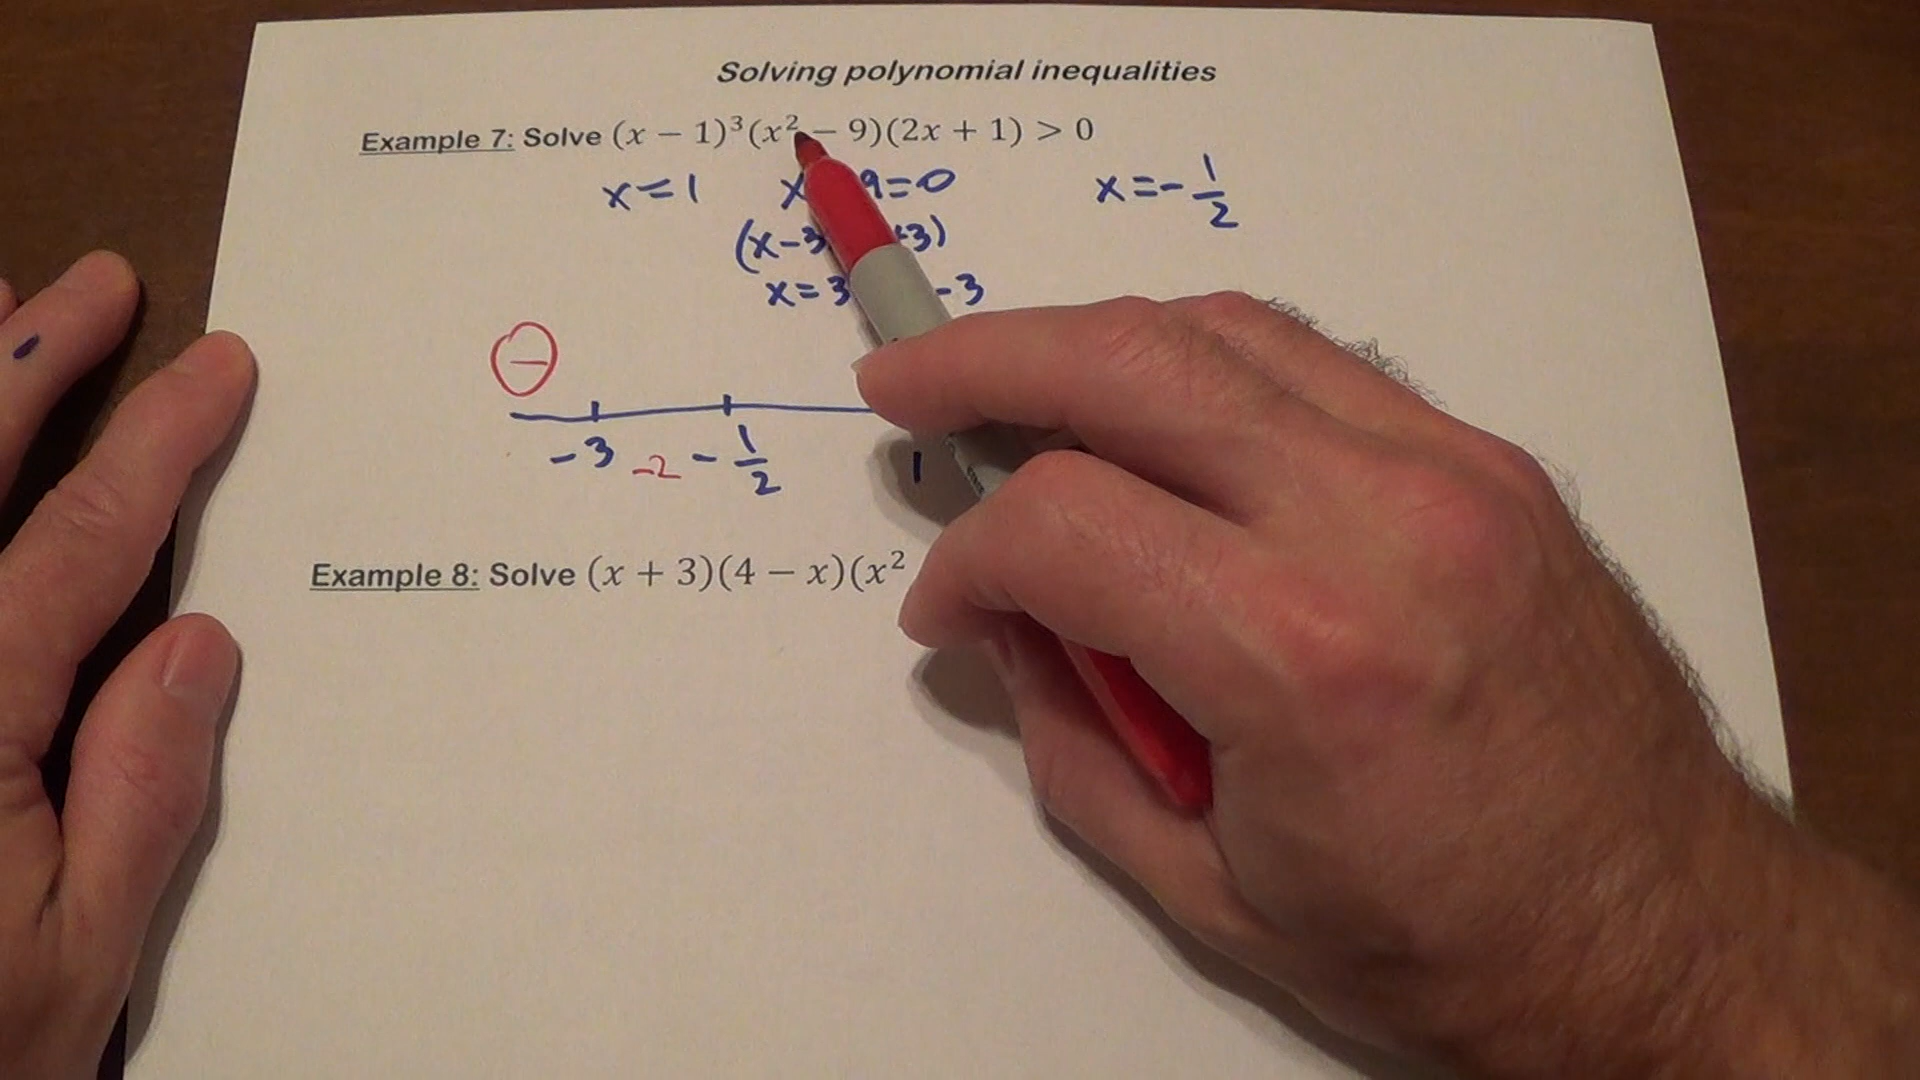 Solving polynomial inequalities
Example 7: Solve (x − 1)³(x² − 9)(2x + 1) > 0
x = 1 x 9 = 0 x = - 1/2
(x - 3 +3)
x = 3 - 3
−
-3 -2 - 1/2 1
Example 8: Solve (x + 3)(4 − x)(x²